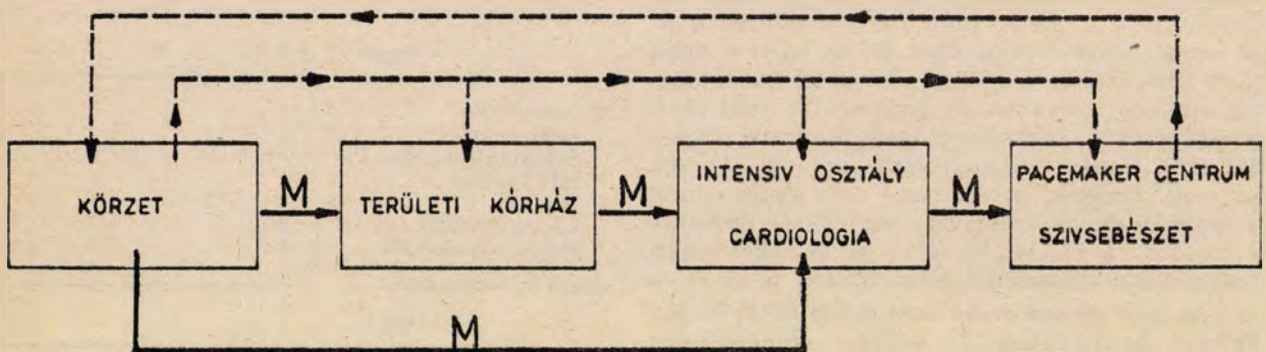 KÖRZET
M
TERÜLETI KÓRHÁZ
M
INTENSIV OSZTÁLY
CARDIOLOGIA
M
PACEMAKER CENTRUM
SZIVSEBÉSZET
M